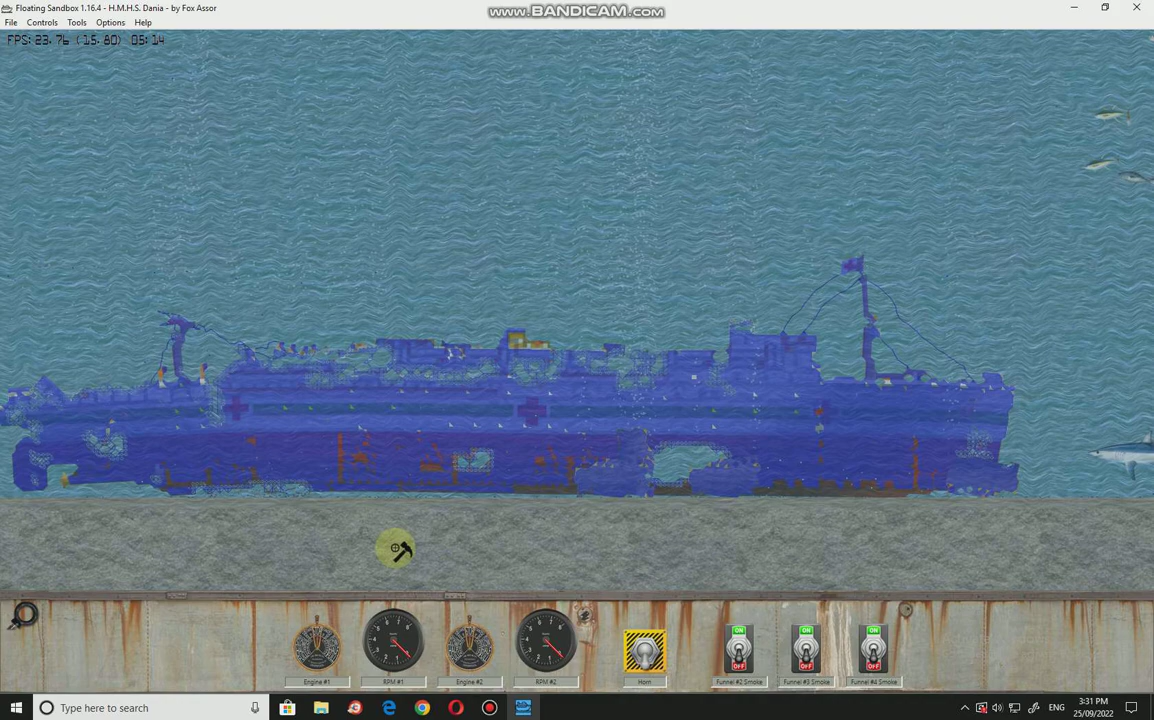 Floating Sandbox 1.16.4 - H.M.H.S. Dania - by Fox Assor
www.BANDICAM.com
File Controls Tools Options Help
FPS: 23.76 (15.80) 05:14
ON ON ON
OFF OFF OFF
Engine #1 RPM #1 Engine #2 RPM #2 Horn Funnel #2 Smoke Funnel #3 Smoke Funnel #4 Smoke
Type here to search
ENG
3:31 PM
25/09/2022